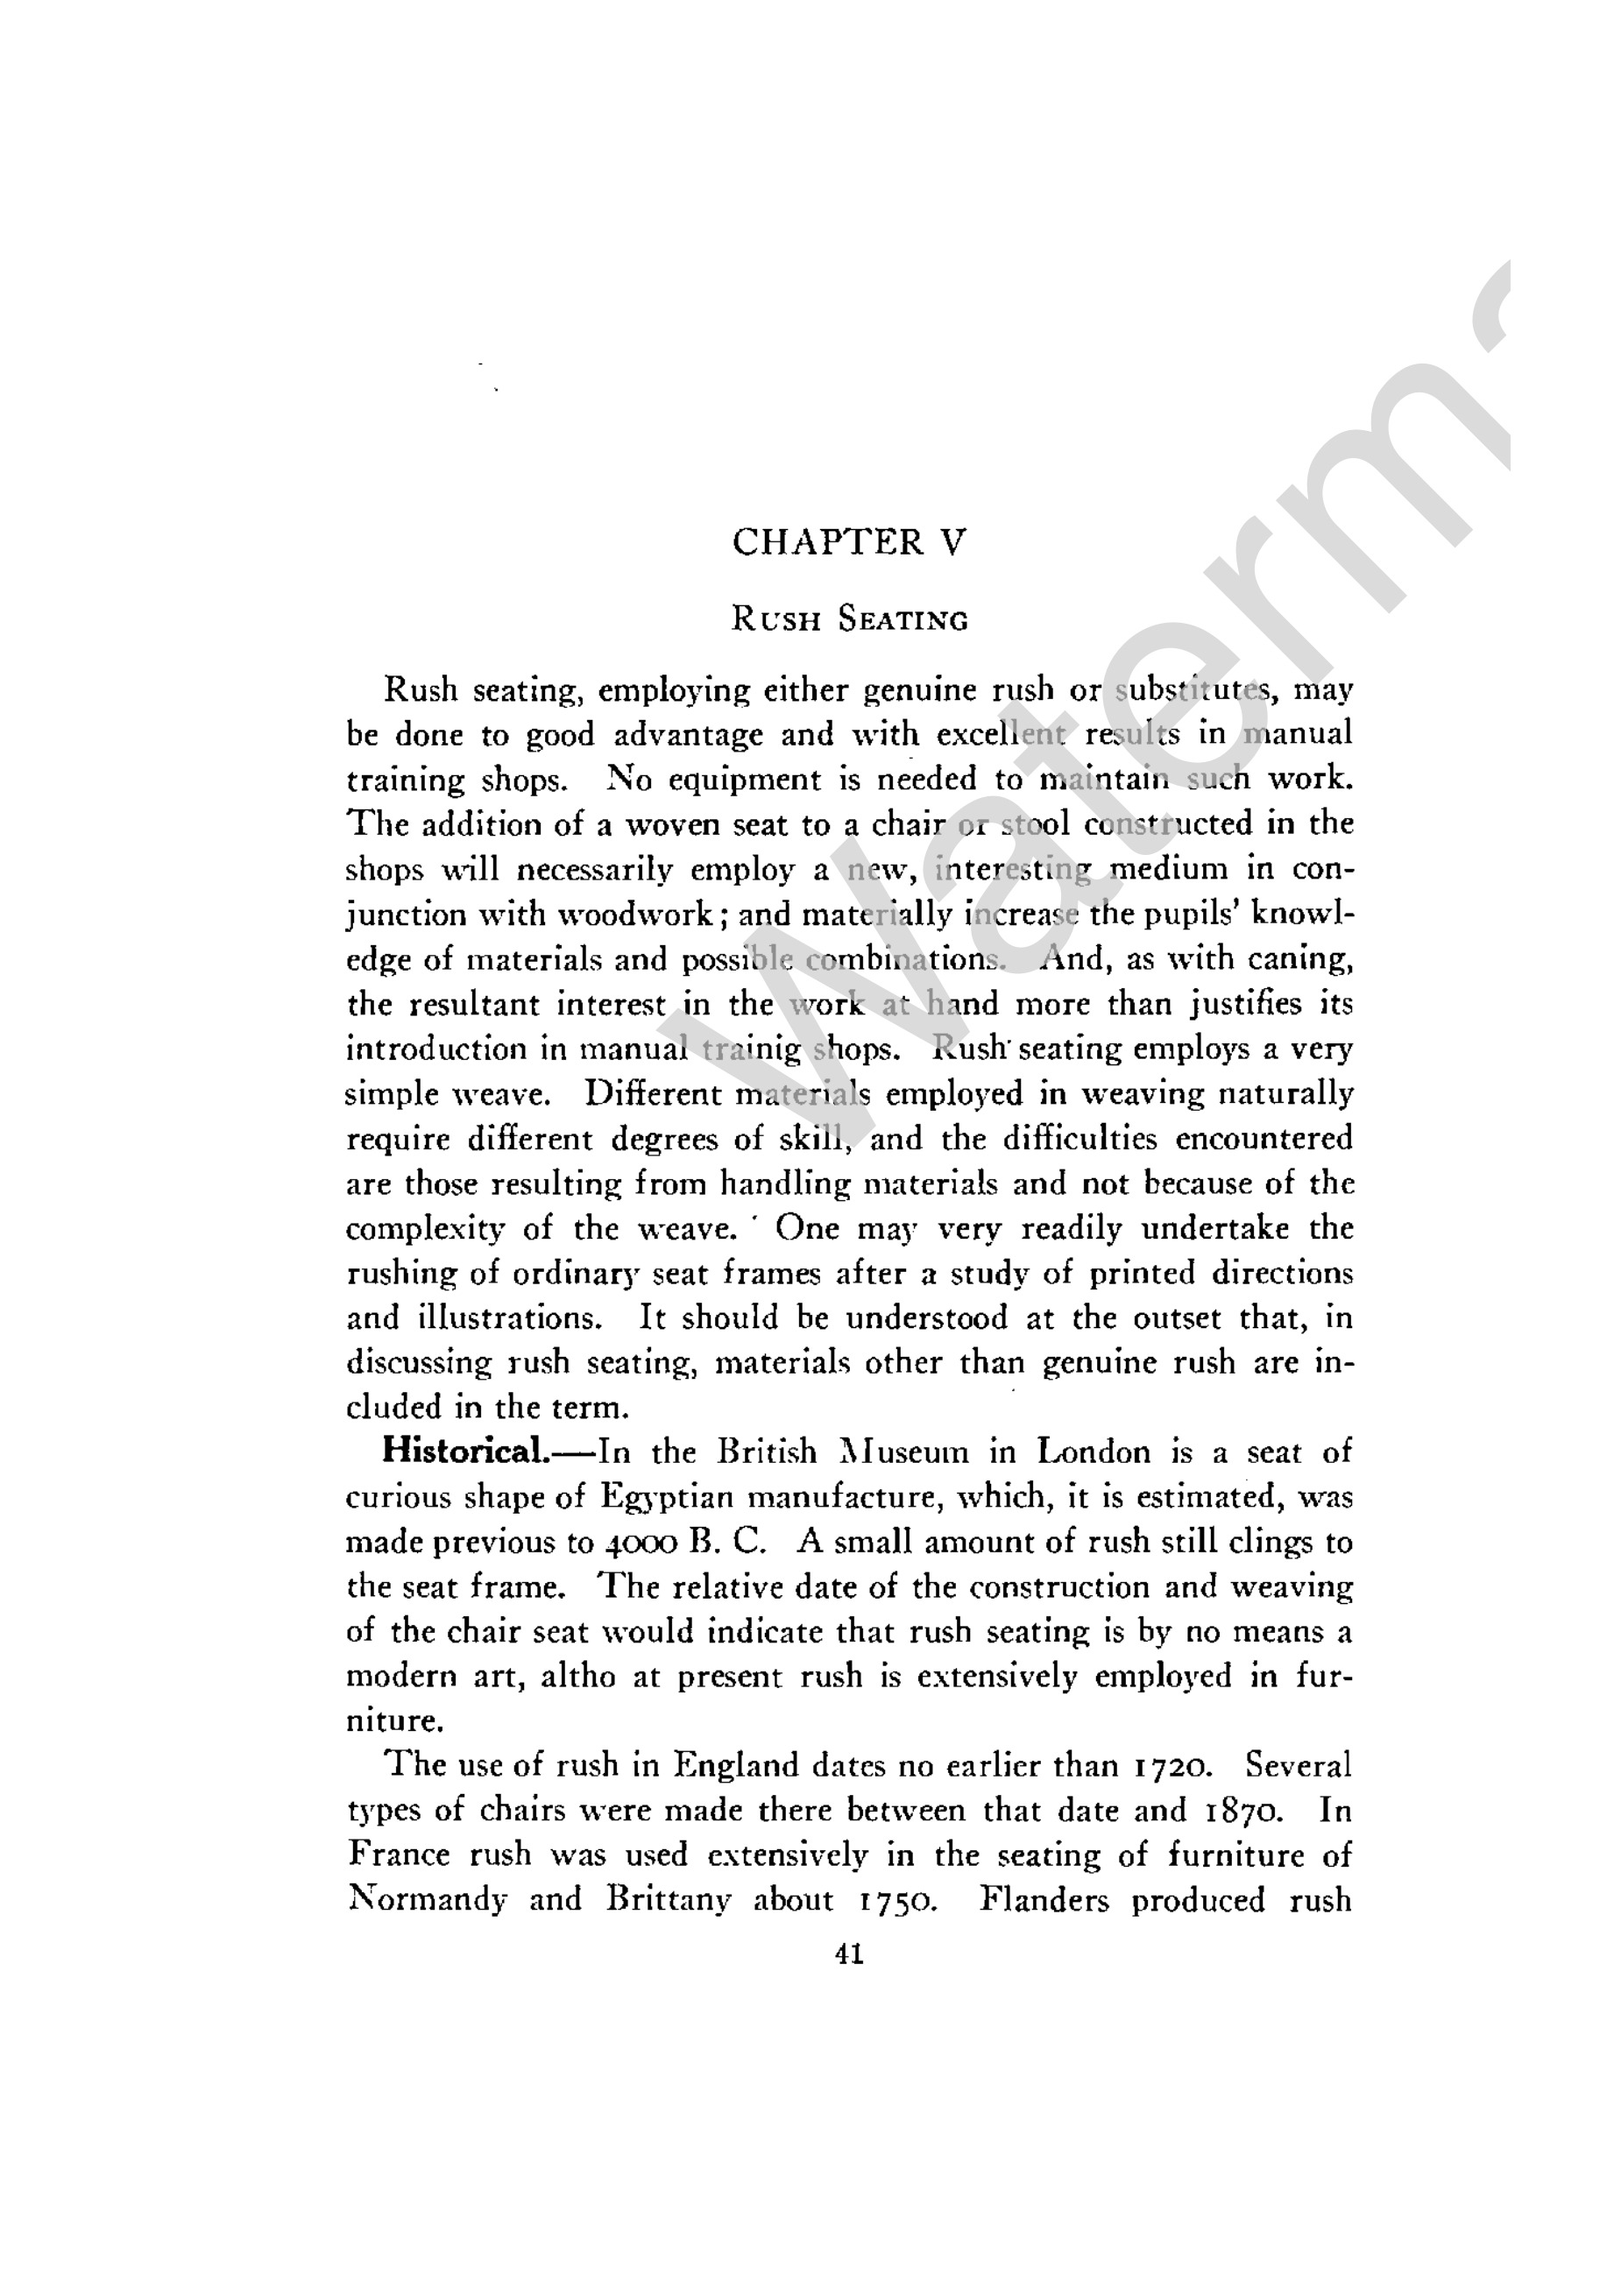 CHAPTER V
Rush Seating
Rush seating, employing either genuine rush or substitutes, may
be done to good advantage and with excellent results in manual
training shops. No equipment is needed to maintain such work.
The addition of a woven seat to a chair or stool constructed in the
shops will necessarily employ a new, interesting medium in con-
junction with woodwork; and materially increase the pupils' knowl-
edge of materials and possible combinations. And, as with caning,
the resultant interest in the work at hand more than justifies its
introduction in manual trainig shops. Rush seating employs a very
simple weave. Different materials employed in weaving naturally
require different degrees of skill, and the difficulties encountered
are those resulting from handling materials and not because of the
complexity of the weave. One may very readily undertake the
rushing of ordinary seat frames after a study of printed directions
and illustrations. It should be understood at the outset that, in
discussing rush seating, materials other than genuine rush are in-
cluded in the term.
Historical.—In the British Museum in London is a seat of
curious shape of Egyptian manufacture, which, it is estimated, was
made previous to 4000 B. C. A small amount of rush still clings to
the seat frame. The relative date of the construction and weaving
of the chair seat would indicate that rush seating is by no means a
modern art, altho at present rush is extensively employed in fur-
niture.
The use of rush in England dates no earlier than 1720. Several
types of chairs were made there between that date and 1870. In
France rush was used extensively in the seating of furniture of
Normandy and Brittany about 1750. Flanders produced rush
41
Waterma